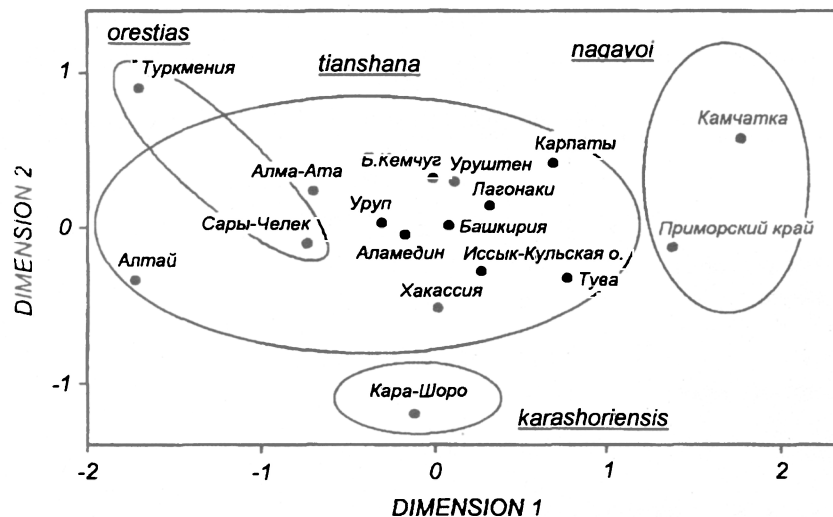 orestias
tianshana
nagayoi
Туркмения
Камчатка
Карпаты
Б.Кемчуг
Уруштен
Алма-Ата
Лагонаки
Уруп
Сары-Челек
Башкирия
Приморский край
Аламедин
Иссык-Кульская о.
Алтай
Тува
Хакассия
Кара-Шоро
karashoriensis
DIMENSION 2
1
0
-1
-2
-1
0
1
2
DIMENSION 1